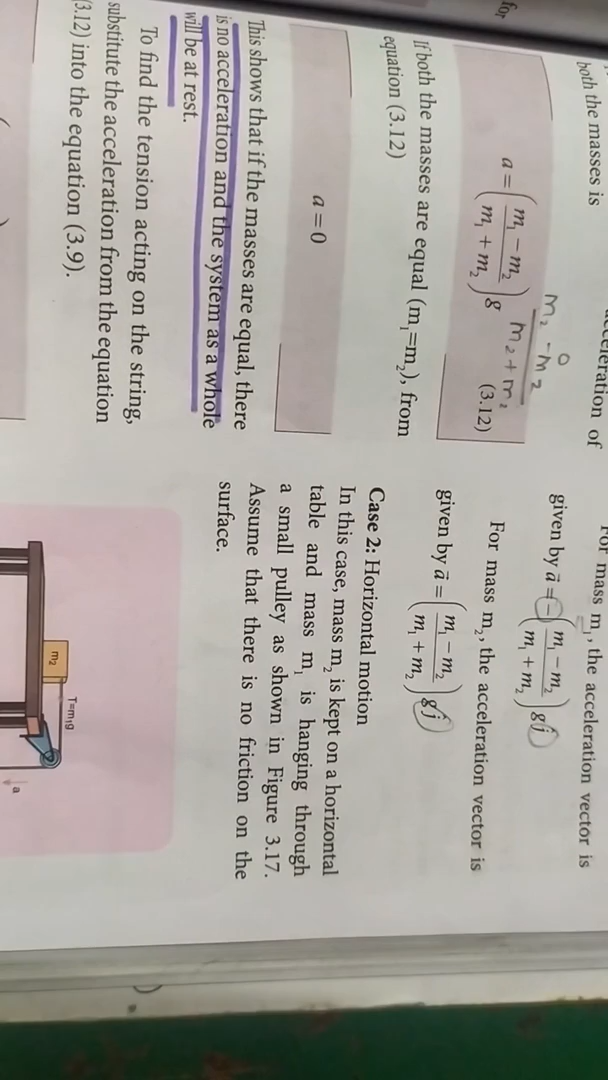 for
both the masses is
a = ( m₁ − m₂ / m₁ + m₂ ) g (3.12)
m₂ − m₂ / m₂ + m₂
0
If both the masses are equal (m₁=m₂), from
equation (3.12)
a = 0
This shows that if the masses are equal, there
is no acceleration and the system as a whole
will be at rest.
To find the tension acting on the string,
substitute the acceleration from the equation
(3.12) into the equation (3.9).
acceleration of
For mass m₁, the acceleration vector is
given by a⃗ = − ( m₁ − m₂ / m₁ + m₂ ) g ĵ
For mass m₂, the acceleration vector is
given by a⃗ = ( m₁ − m₂ / m₁ + m₂ ) g ĵ
Case 2: Horizontal motion
In this case, mass m₂ is kept on a horizontal
table and mass m₁ is hanging through
a small pulley as shown in Figure 3.17.
Assume that there is no friction on the
surface.
m₂
T=m₁g
a